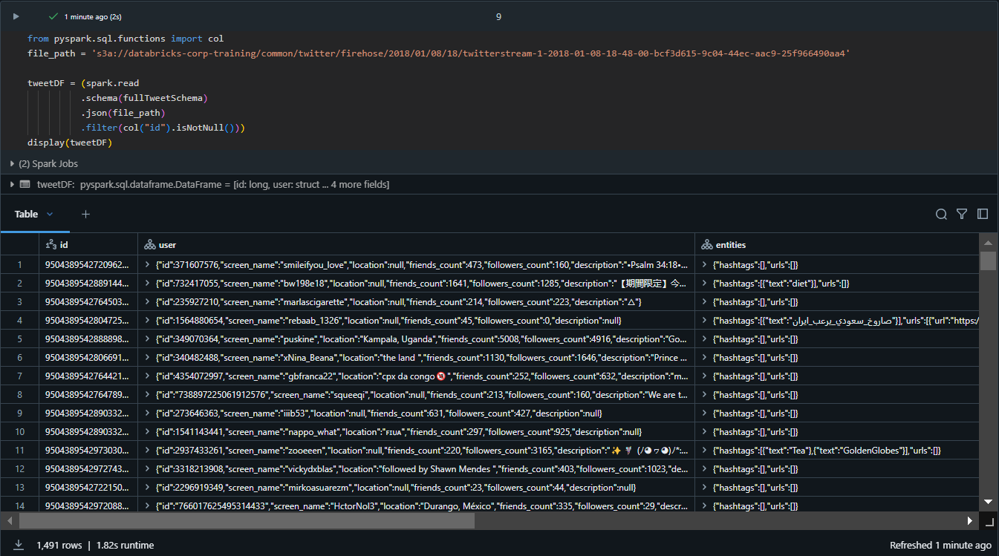 1 minute ago (2s)
9
from pyspark.sql.functions import col
file_path = 's3a://databricks-corp-training/common/twitter/firehose/2018/01/08/18/twitterstream-1-2018-01-08-18-48-00-bcf3d615-9c04-44ec-aac9-25f966490aa4'
tweetDF = (spark.read
.schema(fullTweetSchema)
.json(file_path)
.filter(col("id").isNotNull()))
display(tweetDF)
(2) Spark Jobs
tweetDF: pyspark.sql.dataframe.DataFrame = [id: long, user: struct ... 4 more fields]
Table +
id user entities
1 9504389542720962... {"id":371607576,"screen_name":"smileifyou_love","location":null,"friends_count":473,"followers_count":160,"description":"•Psalm 34:18•... {"hashtags":[],"urls":[]}
2 9504389542889144... {"id":732417055,"screen_name":"bw198e18","location":null,"friends_count":1641,"followers_count":1285,"description":"【期間限定】今... {"hashtags":[{"text":"diet"}],"urls":[]}
3 9504389542764503... {"id":235927210,"screen_name":"marlascigarette","location":null,"friends_count":214,"followers_count":223,"description":"△"} {"hashtags":[],"urls":[]}
4 9504389542804725... {"id":1564880654,"screen_name":"rebaab_1326","location":null,"friends_count":45,"followers_count":0,"description":null} {"hashtags":[{"text":"صاروخ_سعودي_يرعب_ايران"}],"urls":[{"url":"https:/
5 9504389542888898... {"id":349070364,"screen_name":"puskine","location":"Kampala, Uganda","friends_count":5008,"followers_count":4916,"description":"Go... {"hashtags":[],"urls":[]}
6 9504389542806691... {"id":340482488,"screen_name":"xNina_Beana","location":"the land ","friends_count":1130,"followers_count":1646,"description":"Prince ... {"hashtags":[],"urls":[]}
7 9504389542764421... {"id":4354072997,"screen_name":"gbfranca22","location":"cpx da congo🔞 ","friends_count":252,"followers_count":632,"description":"m... {"hashtags":[],"urls":[]}
8 9504389542764789... {"id":"738897225061912576","screen_name":"squeeqi","location":null,"friends_count":213,"followers_count":160,"description":"We are t... {"hashtags":[],"urls":[]}
9 9504389542890332... {"id":273646363,"screen_name":"iiib53","location":null,"friends_count":631,"followers_count":427,"description":null} {"hashtags":[],"urls":[]}
10 9504389542890332... {"id":1541143441,"screen_name":"nappo_what","location":"ꜰɪᴜᴀ","friends_count":297,"followers_count":925,"description":null} {"hashtags":[],"urls":[]}
11 9504389542973030... {"id":2937433261,"screen_name":"zooeeen","location":null,"friends_count":220,"followers_count":3165,"description":"✨ (/◕ヮ◕)/*:... {"hashtags":[{"text":"Tea"},{"text":"GoldenGlobes"}],"urls":[]}
12 9504389542972743... {"id":3318213908,"screen_name":"vickydxblas","location":"followed by Shawn Mendes ","friends_count":403,"followers_count":1023,"de... {"hashtags":[],"urls":[]}
13 9504389542722150... {"id":2296919349,"screen_name":"mirkoasuarezm","location":null,"friends_count":23,"followers_count":44,"description":null} {"hashtags":[],"urls":[]}
14 9504389542972088... {"id":"766017625495314433","screen_name":"HctorNol3","location":"Durango, México","friends_count":335,"followers_count":29,"descr... {"hashtags":[],"urls":[]}
1,491 rows | 1.82s runtime
Refreshed 1 minute ago